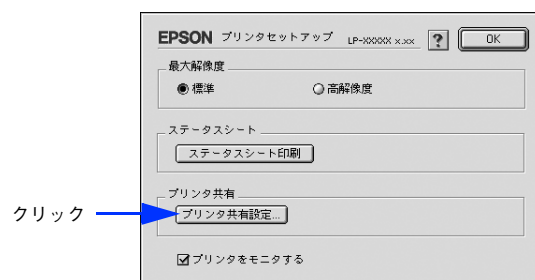 EPSON プリンタセットアップ LP-XXXXX x.xx ? OK
最大解像度
標準 高解像度
ステータスシート
ステータスシート印刷
プリンタ共有
クリック プリンタ共有設定...
プリンタをモニタする